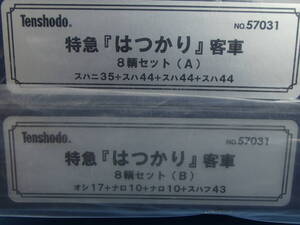 Tenshodo.
NO.57031
特急『はつかり』客車
8輌セット(A)
スハニ35+スハ44+スハ44+スハ44
Tenshodo.
NO.57031
特急『はつかり』客車
8輌セット(B)
オシ17+ナロ10+ナロ10+スハフ43